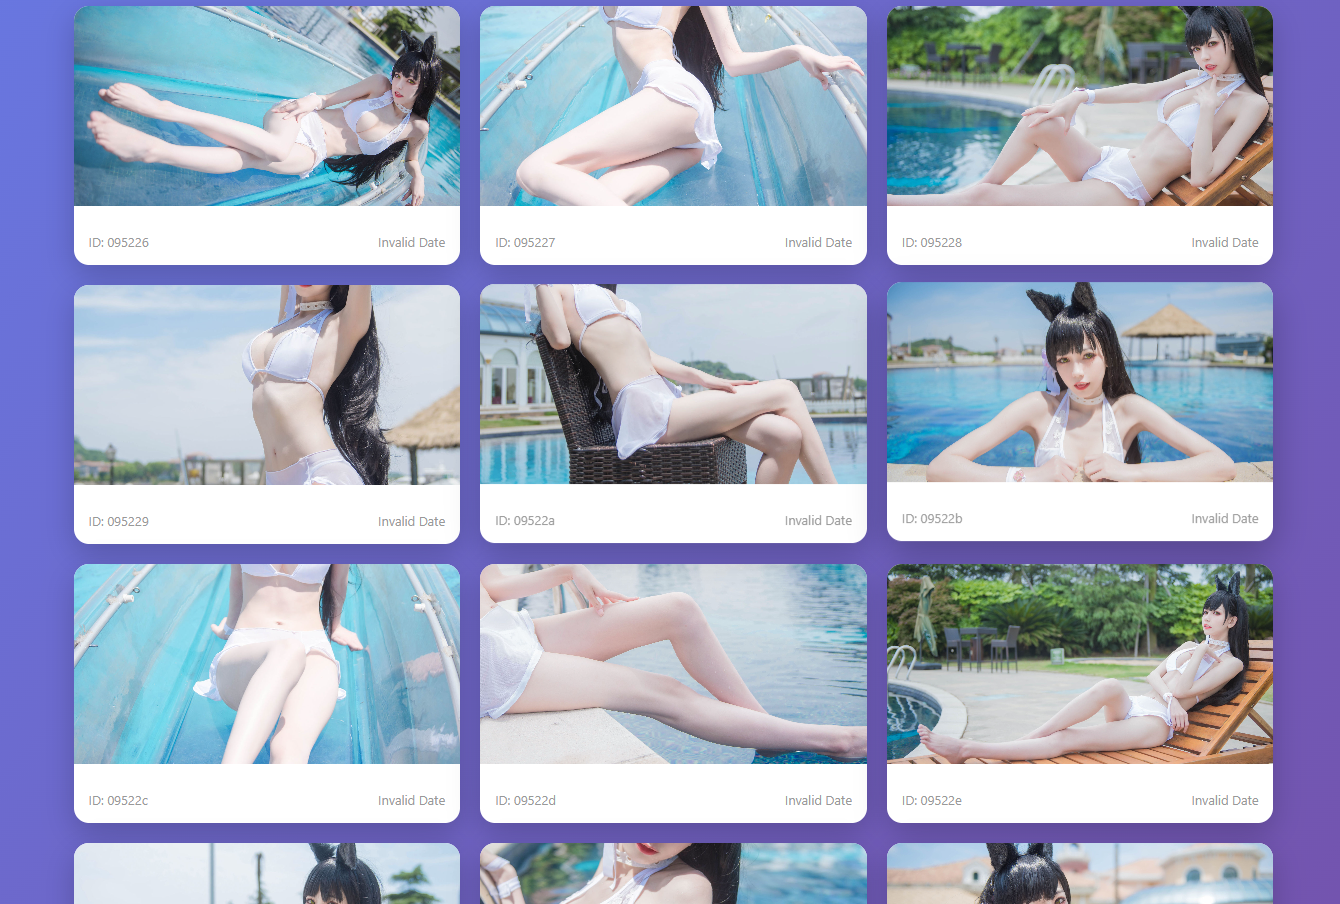 ID: 095226 Invalid Date
ID: 095227 Invalid Date
ID: 095228 Invalid Date
ID: 095229 Invalid Date
ID: 09522a Invalid Date
ID: 09522b Invalid Date
ID: 09522c Invalid Date
ID: 09522d Invalid Date
ID: 09522e Invalid Date